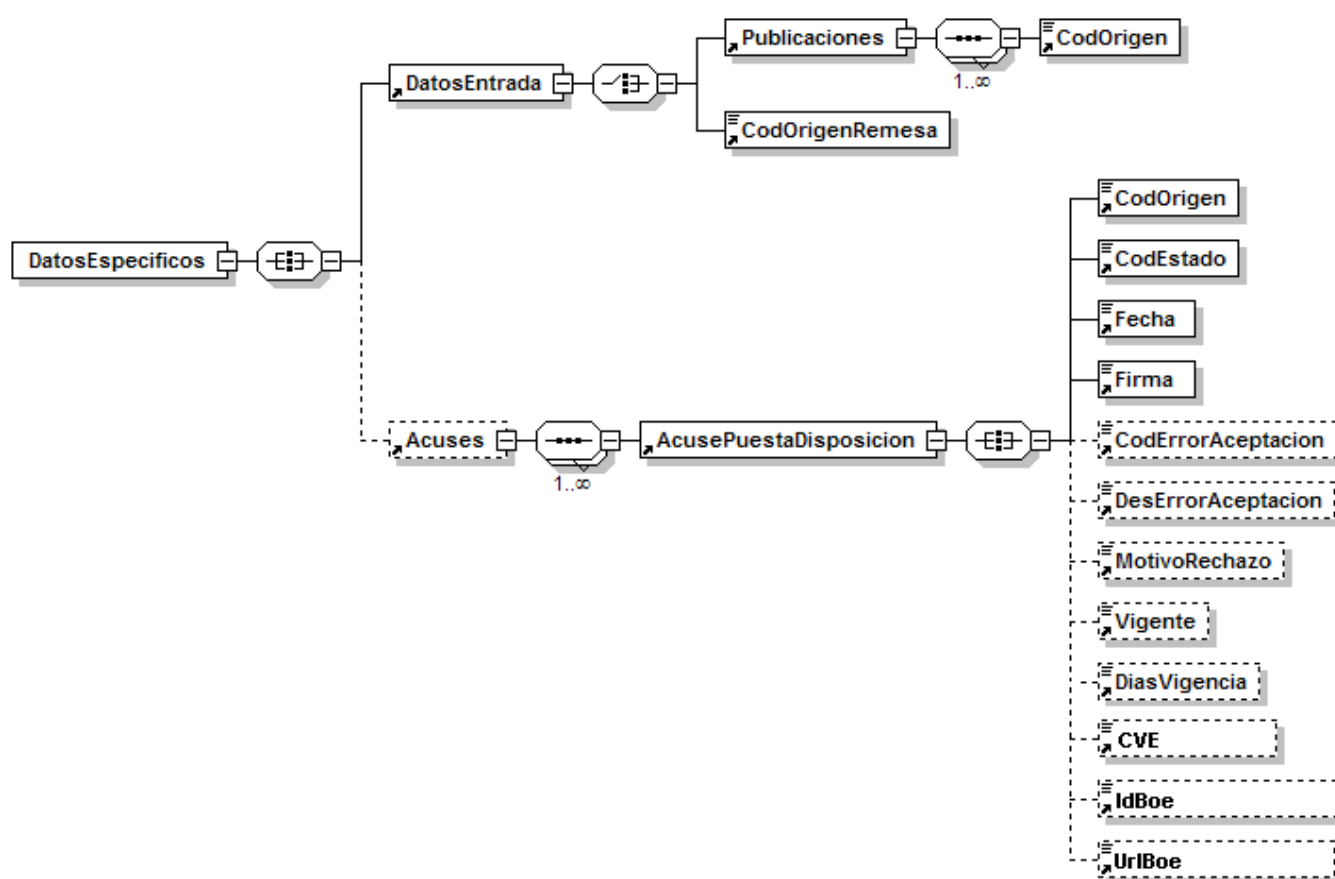 Publicaciones
CodOrigen
1..∞
DatosEntrada
CodOrigenRemesa
CodOrigen
DatosEspecificos
CodEstado
Fecha
Firma
Acuses
1..∞
AcusePuestaDisposicion
CodErrorAceptacion
DesErrorAceptacion
MotivoRechazo
Vigente
DiasVigencia
CVE
IdBoe
UrlBoe